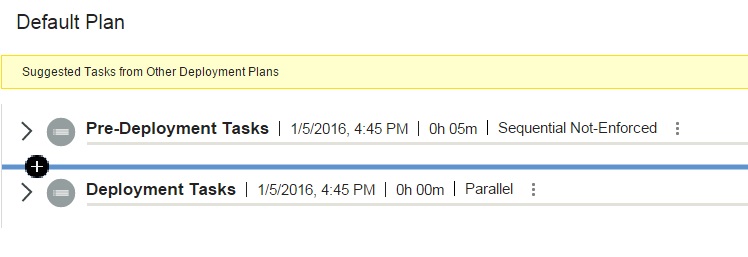 Default Plan
Suggested Tasks from Other Deployment Plans
Pre-Deployment Tasks | 1/5/2016, 4:45 PM | 0h 05m | Sequential Not-Enforced
Deployment Tasks | 1/5/2016, 4:45 PM | 0h 00m | Parallel